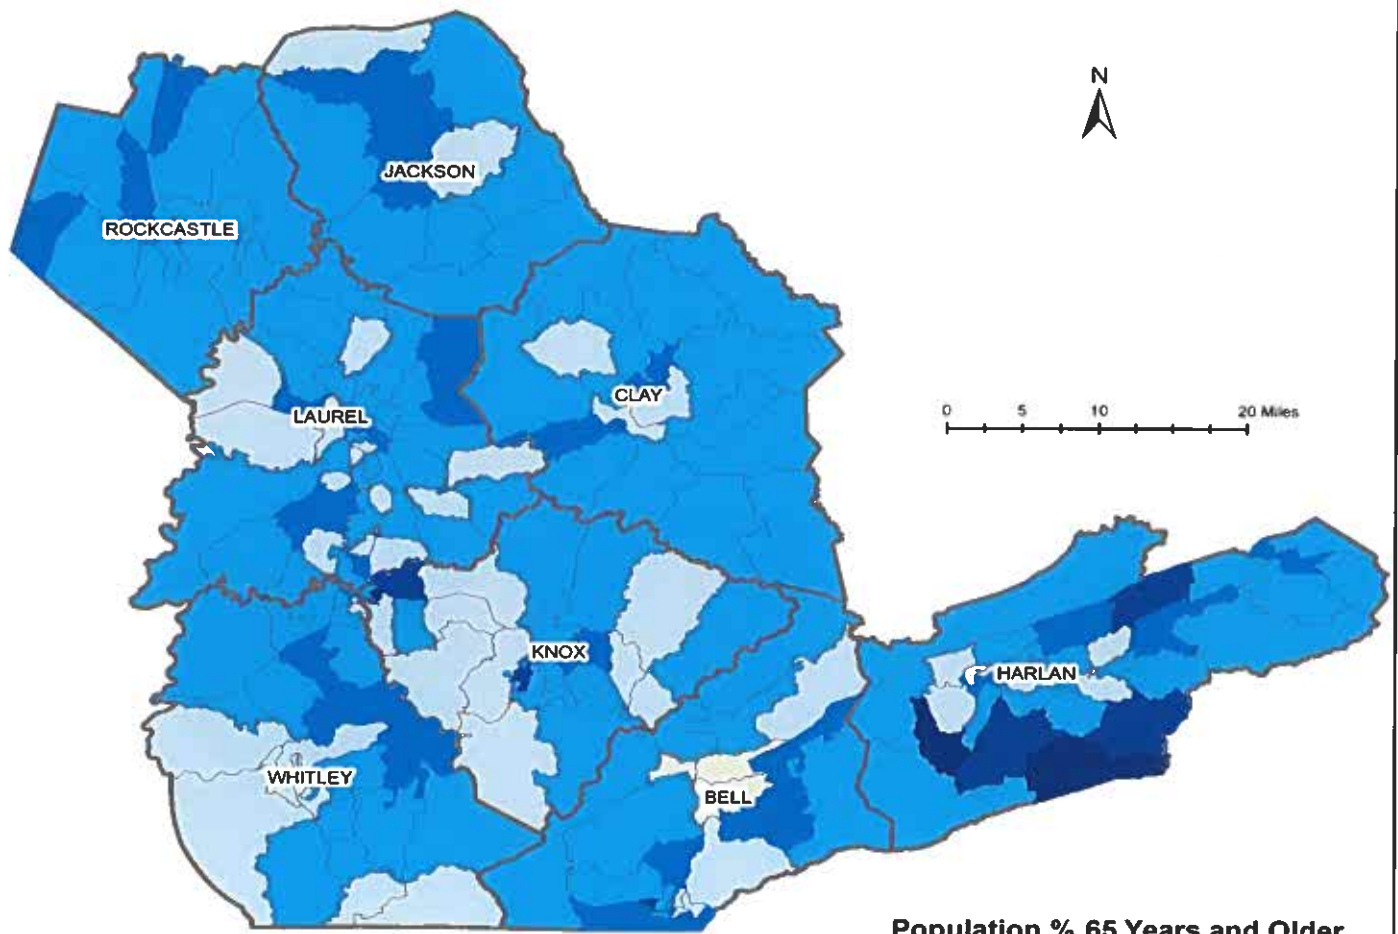 N
JACKSON
ROCKCASTLE
CLAY
LAUREL
0 5 10 20 Miles
KNOX
HARLAN
WHITLEY
BELL
Population % 65 Years and Older